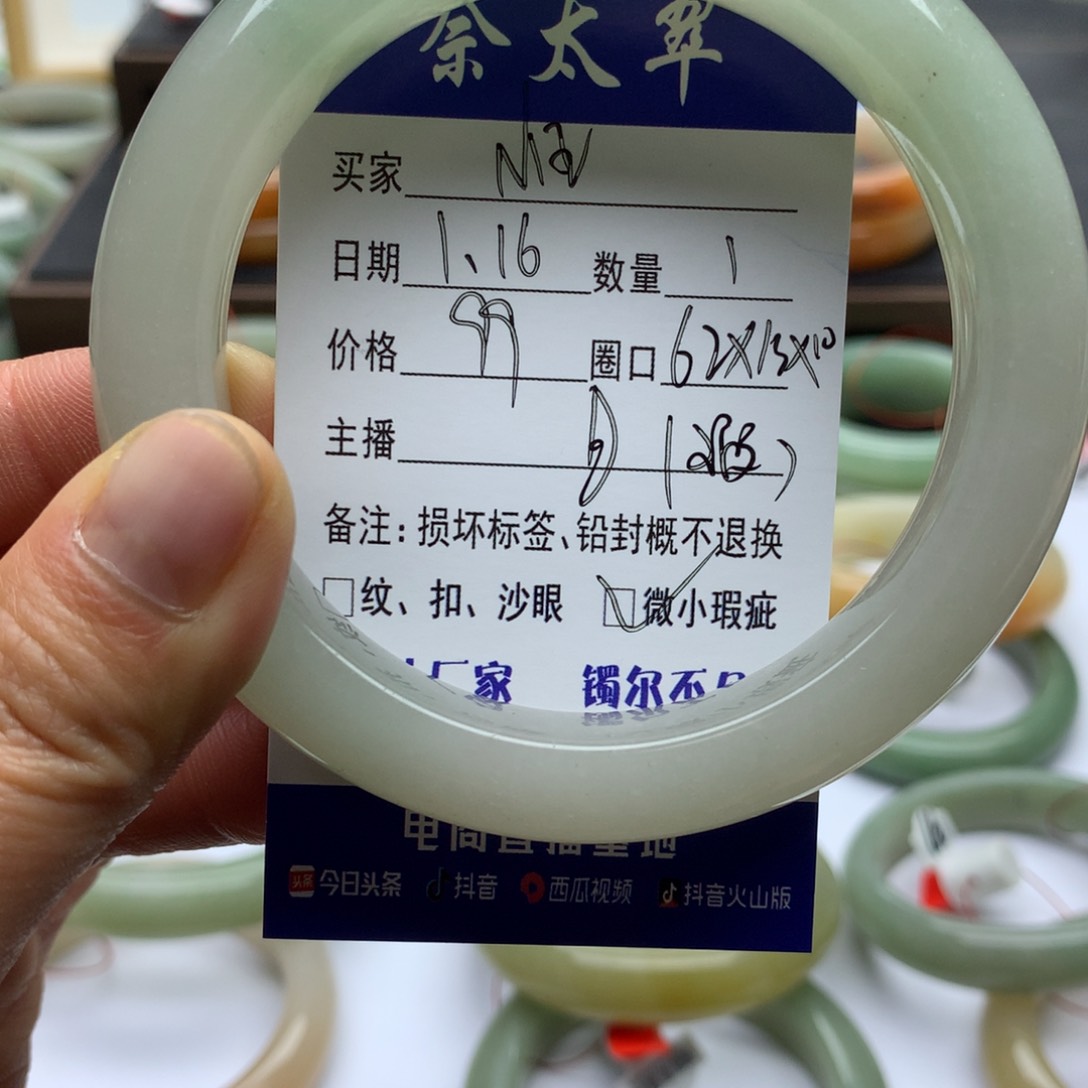 奈太翠
买家 Nia
日期 1、16 数量 1
价格 99 圈口 62X13X10
主播
备注：损坏标签、铅封概不退换
□纹、扣、沙眼 ☑微小瑕疵
厂家 镯尔不凡
电商直播基地
今日头条 抖音 西瓜视频 抖音火山版